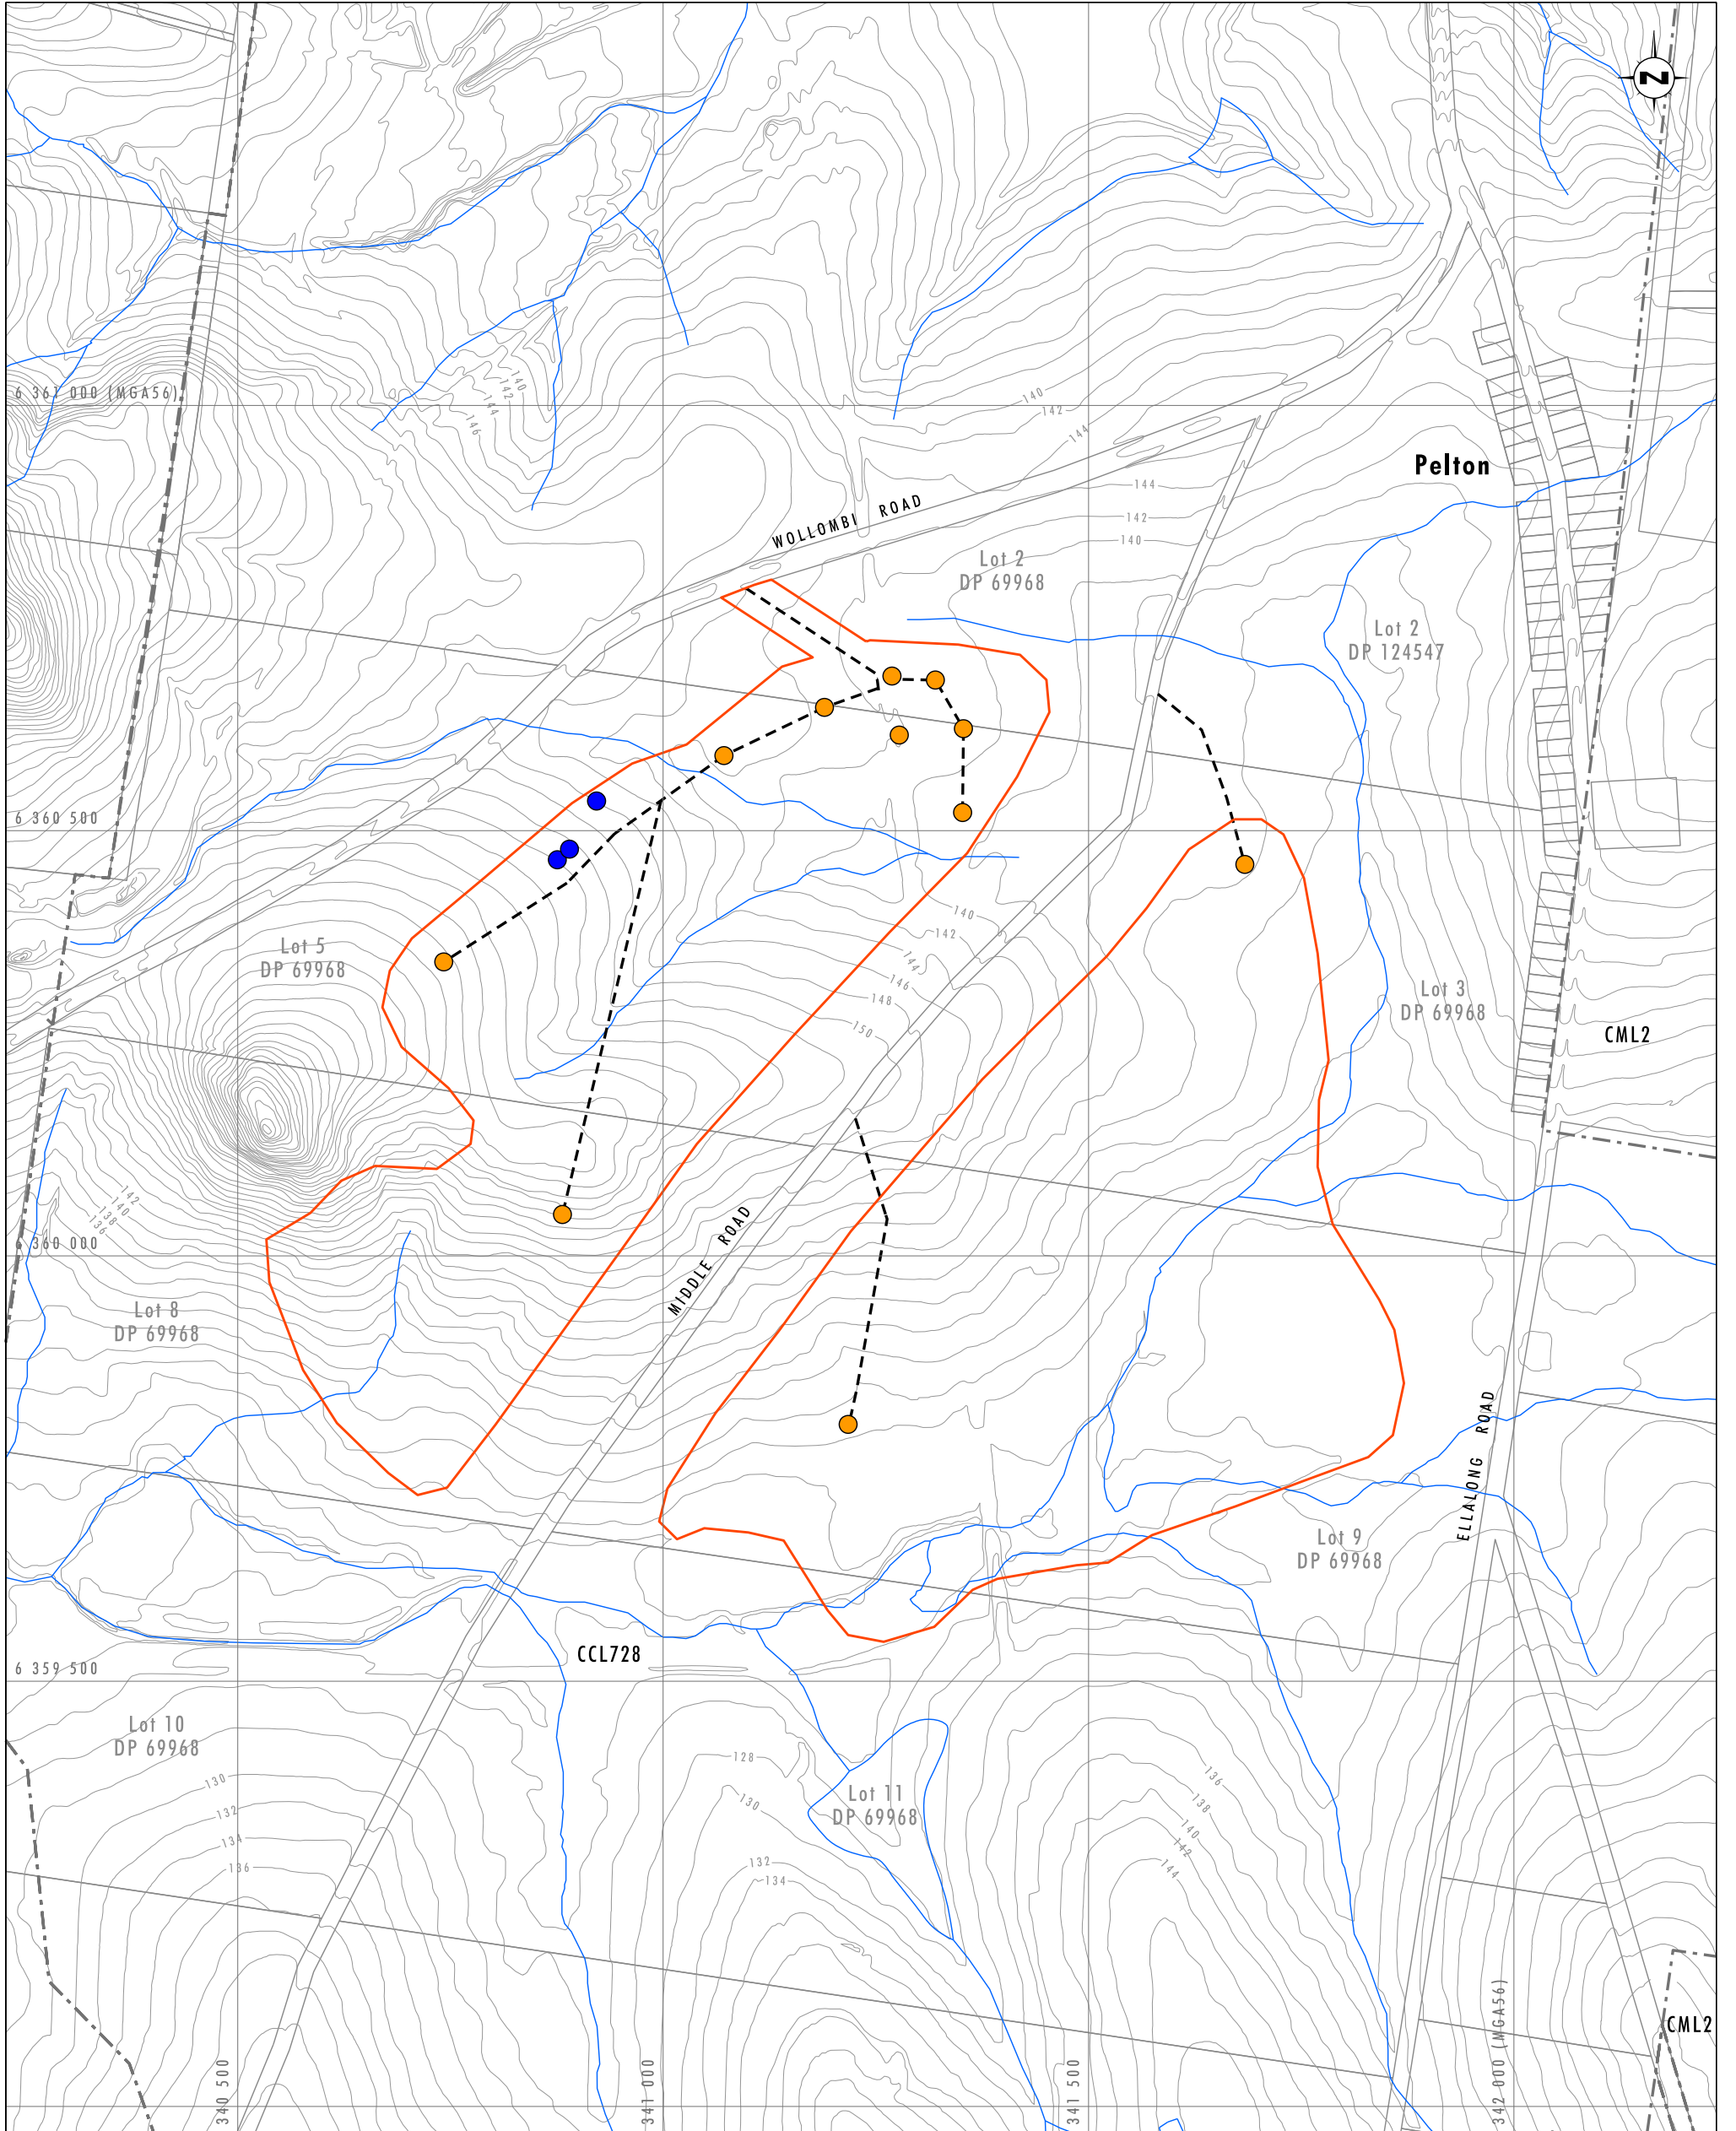 N
6 361 000 (MGA56)
140
142
144
146
140
142
144
Pelton
144
142
140
WOLLOMBI ROAD
Lot 2
DP 69968
Lot 2
DP 124547
6 360 500
Lot 5
DP 69968
140
142
144
146
148
150
Lot 3
DP 69968
CML2
142
140
138
136
6 360 000
MIDDLE ROAD
Lot 8
DP 69968
ELLALONG ROAD
Lot 9
DP 69968
CCL728
6 359 500
Lot 10
DP 69968
128
130
130
132
134
136
Lot 11
DP 69968
132
134
136
138
140
142
144
CML2
340 500
341 000
341 500
342 000 (MGA56)